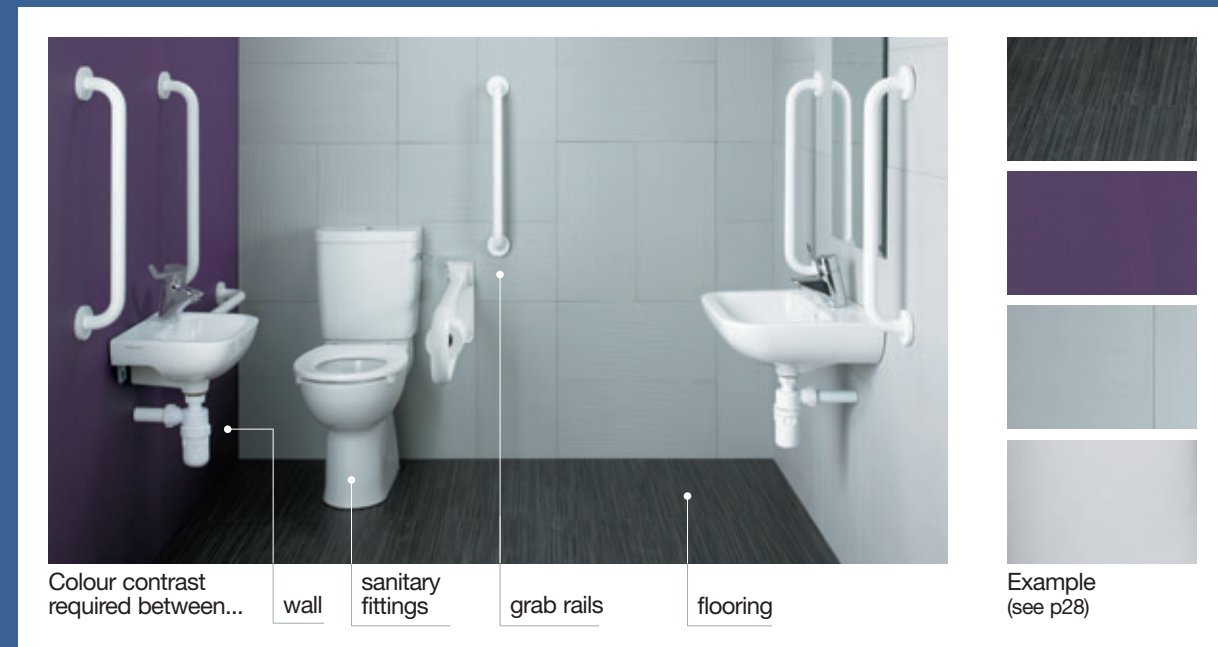 Colour contrast
required between...
wall
sanitary
fittings
grab rails
flooring
Example
(see p28)